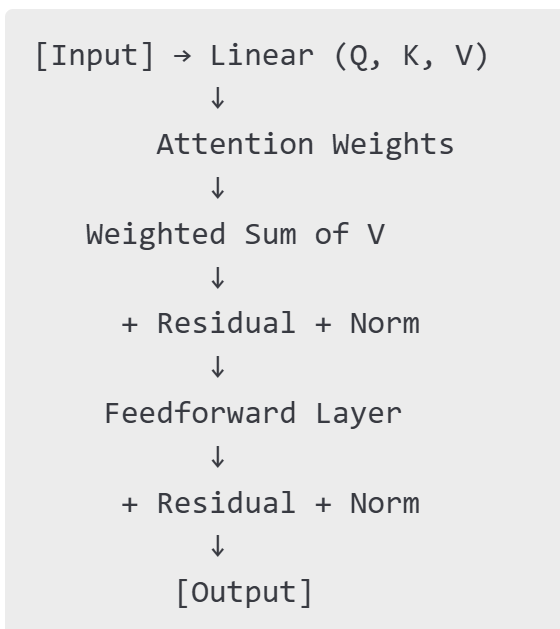 [Input] → Linear (Q, K, V)
↓
Attention Weights
↓
Weighted Sum of V
↓
+ Residual + Norm
↓
Feedforward Layer
↓
+ Residual + Norm
↓
[Output]